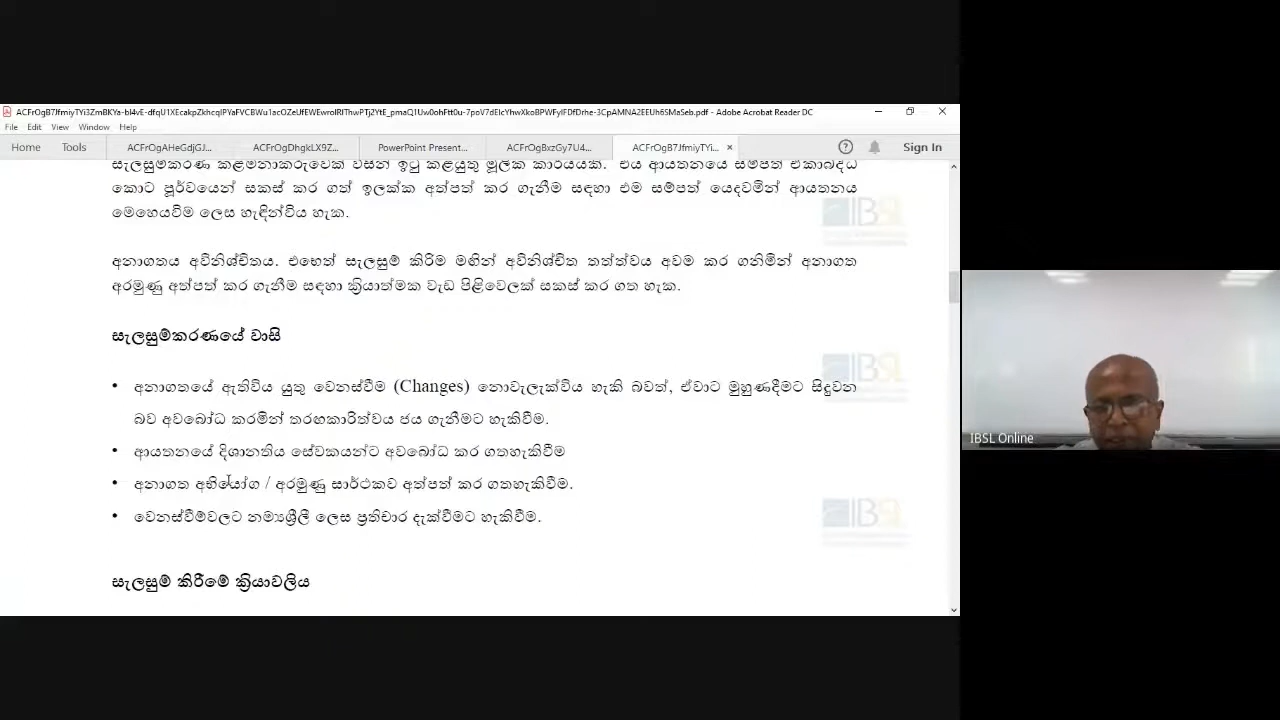 ACFrOgB7JfmiyTYi3ZmBKYa-bl4vE-dfqU1XEcakpZkhcqlPYaFVCBWu1acOZeUfEWEwrolRIThwPTj2YtE_pmaQ1Uw0ohFtt0u-7poV7dElcYhwXkoBPWFylFDfDrhe-3CpAMNA2EEUh6SMaSeb.pdf - Adobe Acrobat Reader DC
File Edit View Window Help
Home Tools ACFrOgAHeGdjGJ... ACFrOgDhgkLX9Z... PowerPoint Present... ACFrOgBxzGy7U4... ACFrOgB7JfmiyTYi... Sign In
සැලසුම්කරණ කළමනාකරුවෙක් විසින් ඉටු කළයුතු මූලික කාර්යයකි. එය ආයතනයේ සම්පත් ඒකාබද්ධ
කොට පූර්වයෙන් සකස් කර ගත් ඉලක්ක අත්පත් කර ගැනීම සඳහා එම සම්පත් යෙදවමින් ආයතනය
මෙහෙයවීම ලෙස හැඳින්විය හැක.
අනාගතය අවිනිශ්චිතය. එහෙත් සැලසුම් කිරිම මඟින් අවිනිශ්චිත තත්ත්වය අවම කර ගනිමින් අනාගත
අරමුණු අත්පත් කර ගැනීම සඳහා ක්‍රියාත්මක වැඩ පිළිවෙලක් සකස් කර ගත හැක.
සැලසුම්කරණයේ වාසි
• අනාගතයේ ඇතිවිය යුතු වෙනස්වීම (Changes) නොවැලැක්විය හැකි බවත්, ඒවාට මුහුණදීමට සිදුවන
බව අවබෝධ කරමින් තරඟකාරිත්වය ජය ගැනීමට හැකිවීම.
• ආයතනයේ දිශානතිය සේවකයන්ට අවබෝධ කර ගතහැකිවීම
• අනාගත අභියෝග / අරමුණු සාර්ථකව අත්පත් කර ගතහැකිවීම.
• වෙනස්වීම්වලට නම්‍යශීලී ලෙස ප්‍රතිචාර දැක්වීමට හැකිවීම.
සැලසුම් කිරීමේ ක්‍රියාවලිය
IBSL
IBSL
IBSL
IBSL Online